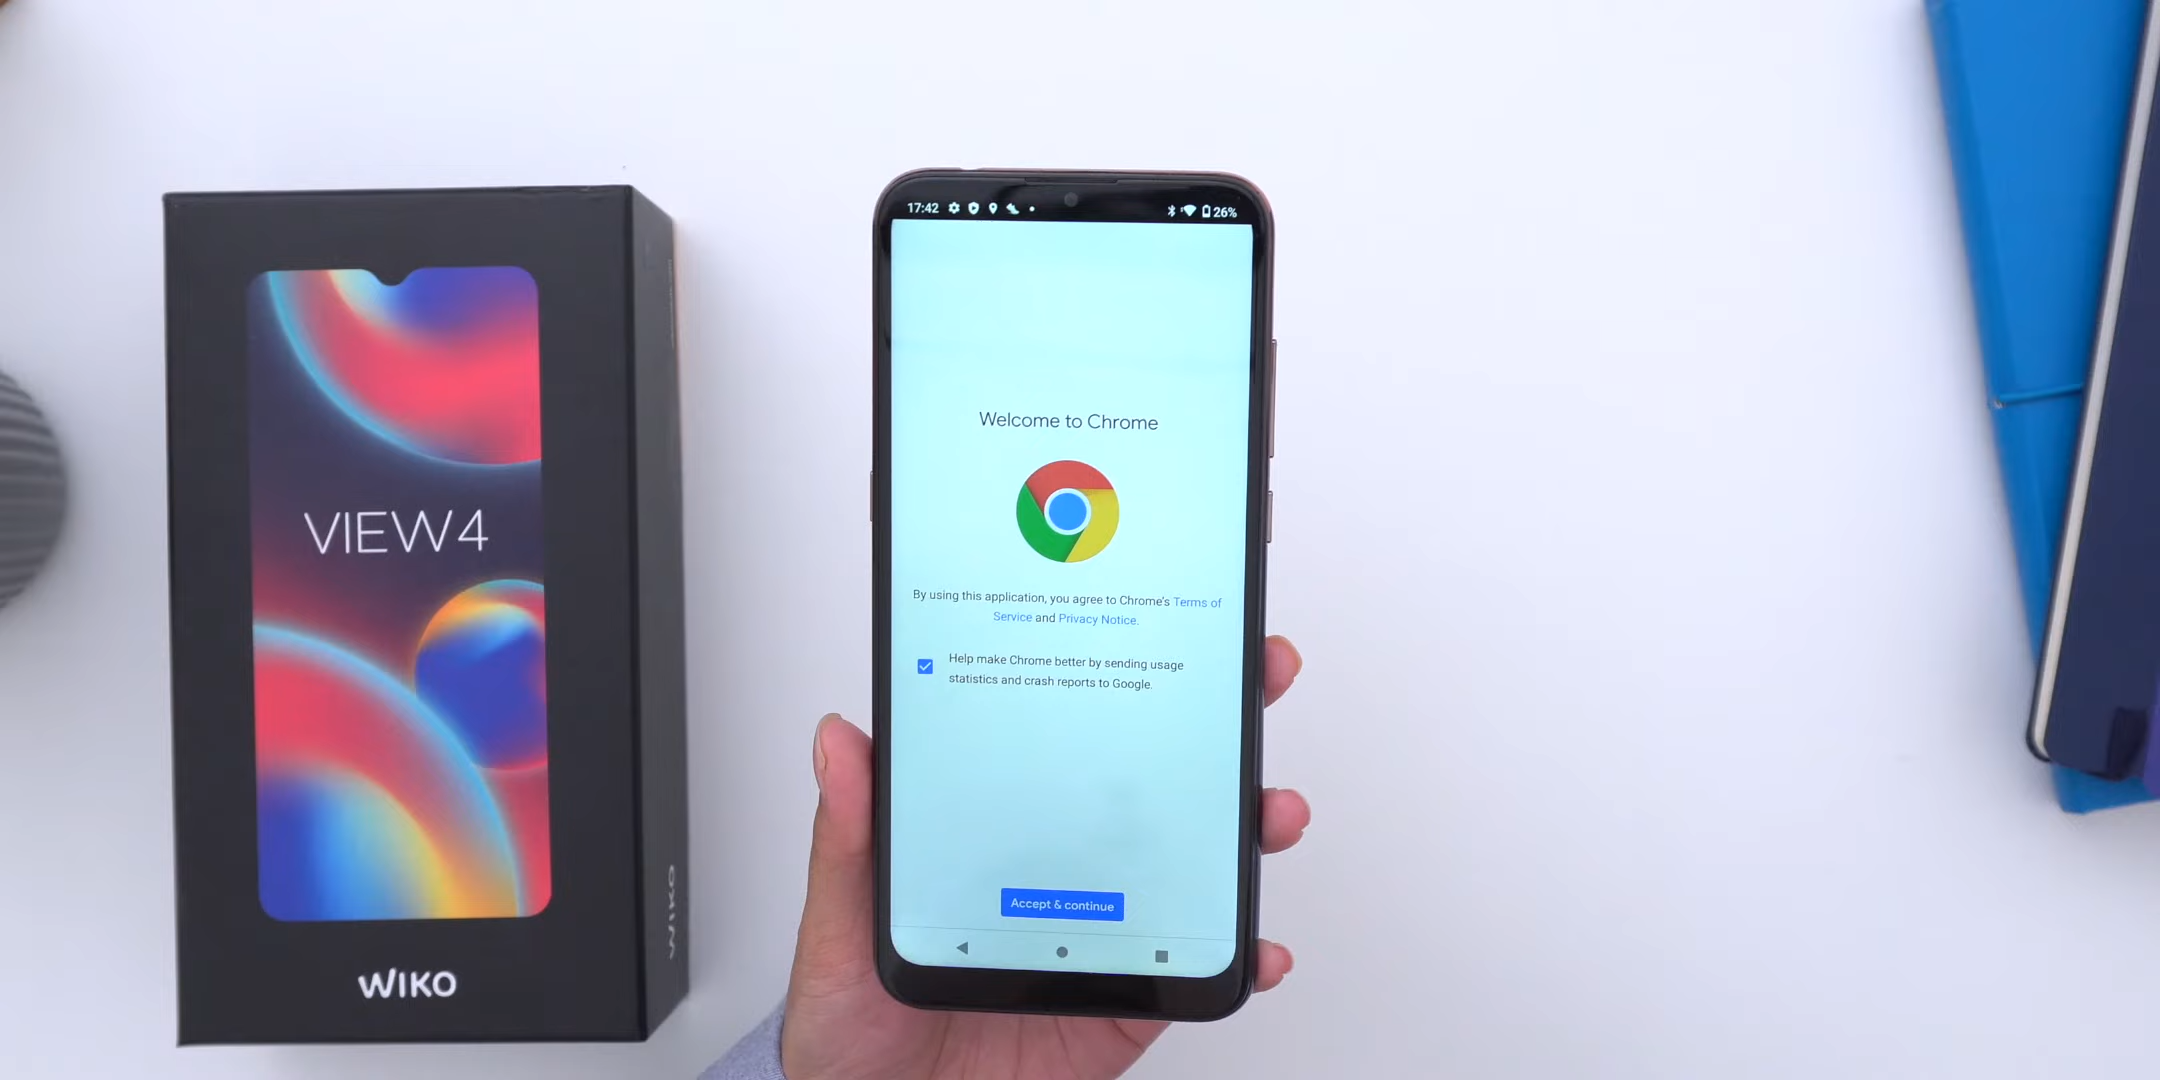 VIEW4
WIKO
WIKO
17:42
26%
Welcome to Chrome
By using this application, you agree to Chrome's Terms of
Service and Privacy Notice.
Help make Chrome better by sending usage
statistics and crash reports to Google.
Accept & continue